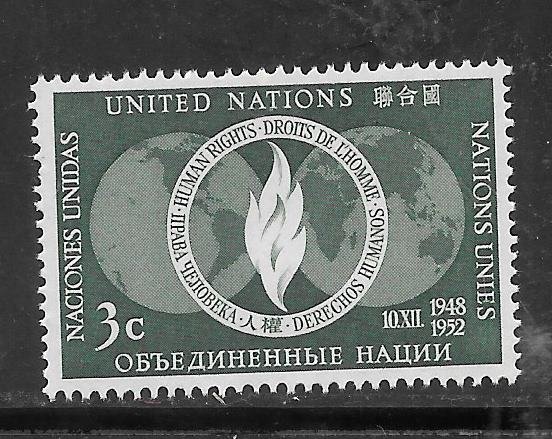 UNITED NATIONS 聯合國
NACIONES UNIDAS
NATIONS UNIES
HUMAN RIGHTS · DROITS DE L'HOMME · DERECHOS HUMANOS · 人權 · ПРАВА ЧЕЛОВЕКА ·
3c
10.XII. 1948
1952
ОБЪЕДИНЕННЫЕ НАЦИИ